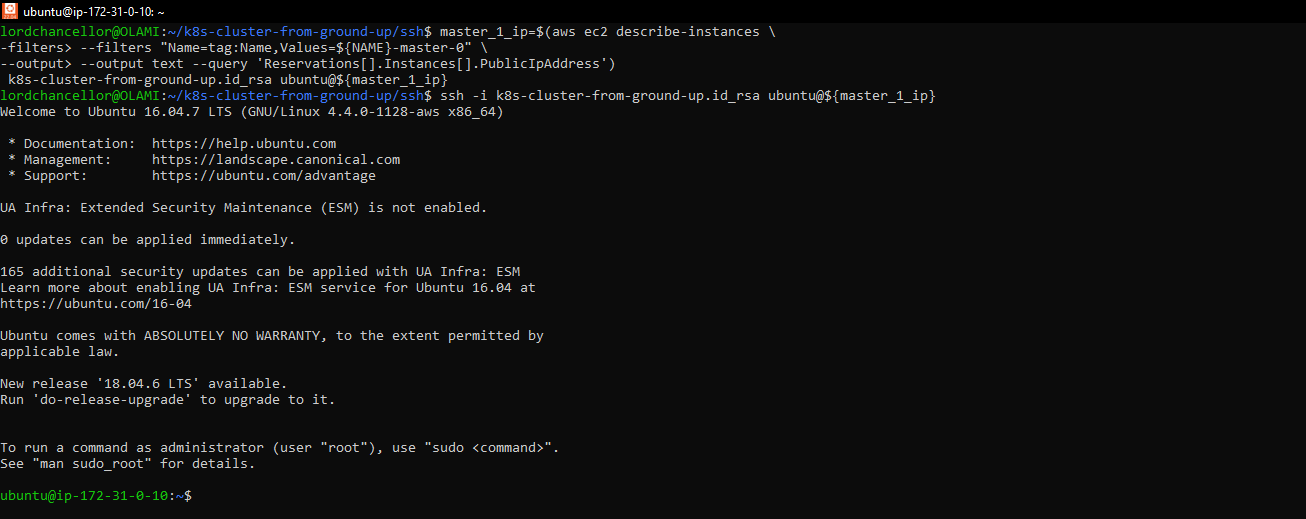 ubuntu@ip-172-31-0-10: ~
lordchancellor@OLAMI:~/k8s-cluster-from-ground-up/ssh$ master_1_ip=$(aws ec2 describe-instances \
-filters> --filters "Name=tag:Name,Values=${NAME}-master-0" \
--output> --output text --query 'Reservations[].Instances[].PublicIpAddress')
 k8s-cluster-from-ground-up.id_rsa ubuntu@${master_1_ip}
lordchancellor@OLAMI:~/k8s-cluster-from-ground-up/ssh$ ssh -i k8s-cluster-from-ground-up.id_rsa ubuntu@${master_1_ip}
Welcome to Ubuntu 16.04.7 LTS (GNU/Linux 4.4.0-1128-aws x86_64)
 * Documentation:  https://help.ubuntu.com
 * Management:     https://landscape.canonical.com
 * Support:        https://ubuntu.com/advantage
UA Infra: Extended Security Maintenance (ESM) is not enabled.
0 updates can be applied immediately.
165 additional security updates can be applied with UA Infra: ESM
Learn more about enabling UA Infra: ESM service for Ubuntu 16.04 at
https://ubuntu.com/16-04
Ubuntu comes with ABSOLUTELY NO WARRANTY, to the extent permitted by
applicable law.
New release '18.04.6 LTS' available.
Run 'do-release-upgrade' to upgrade to it.
To run a command as administrator (user "root"), use "sudo <command>".
See "man sudo_root" for details.
ubuntu@ip-172-31-0-10:~$